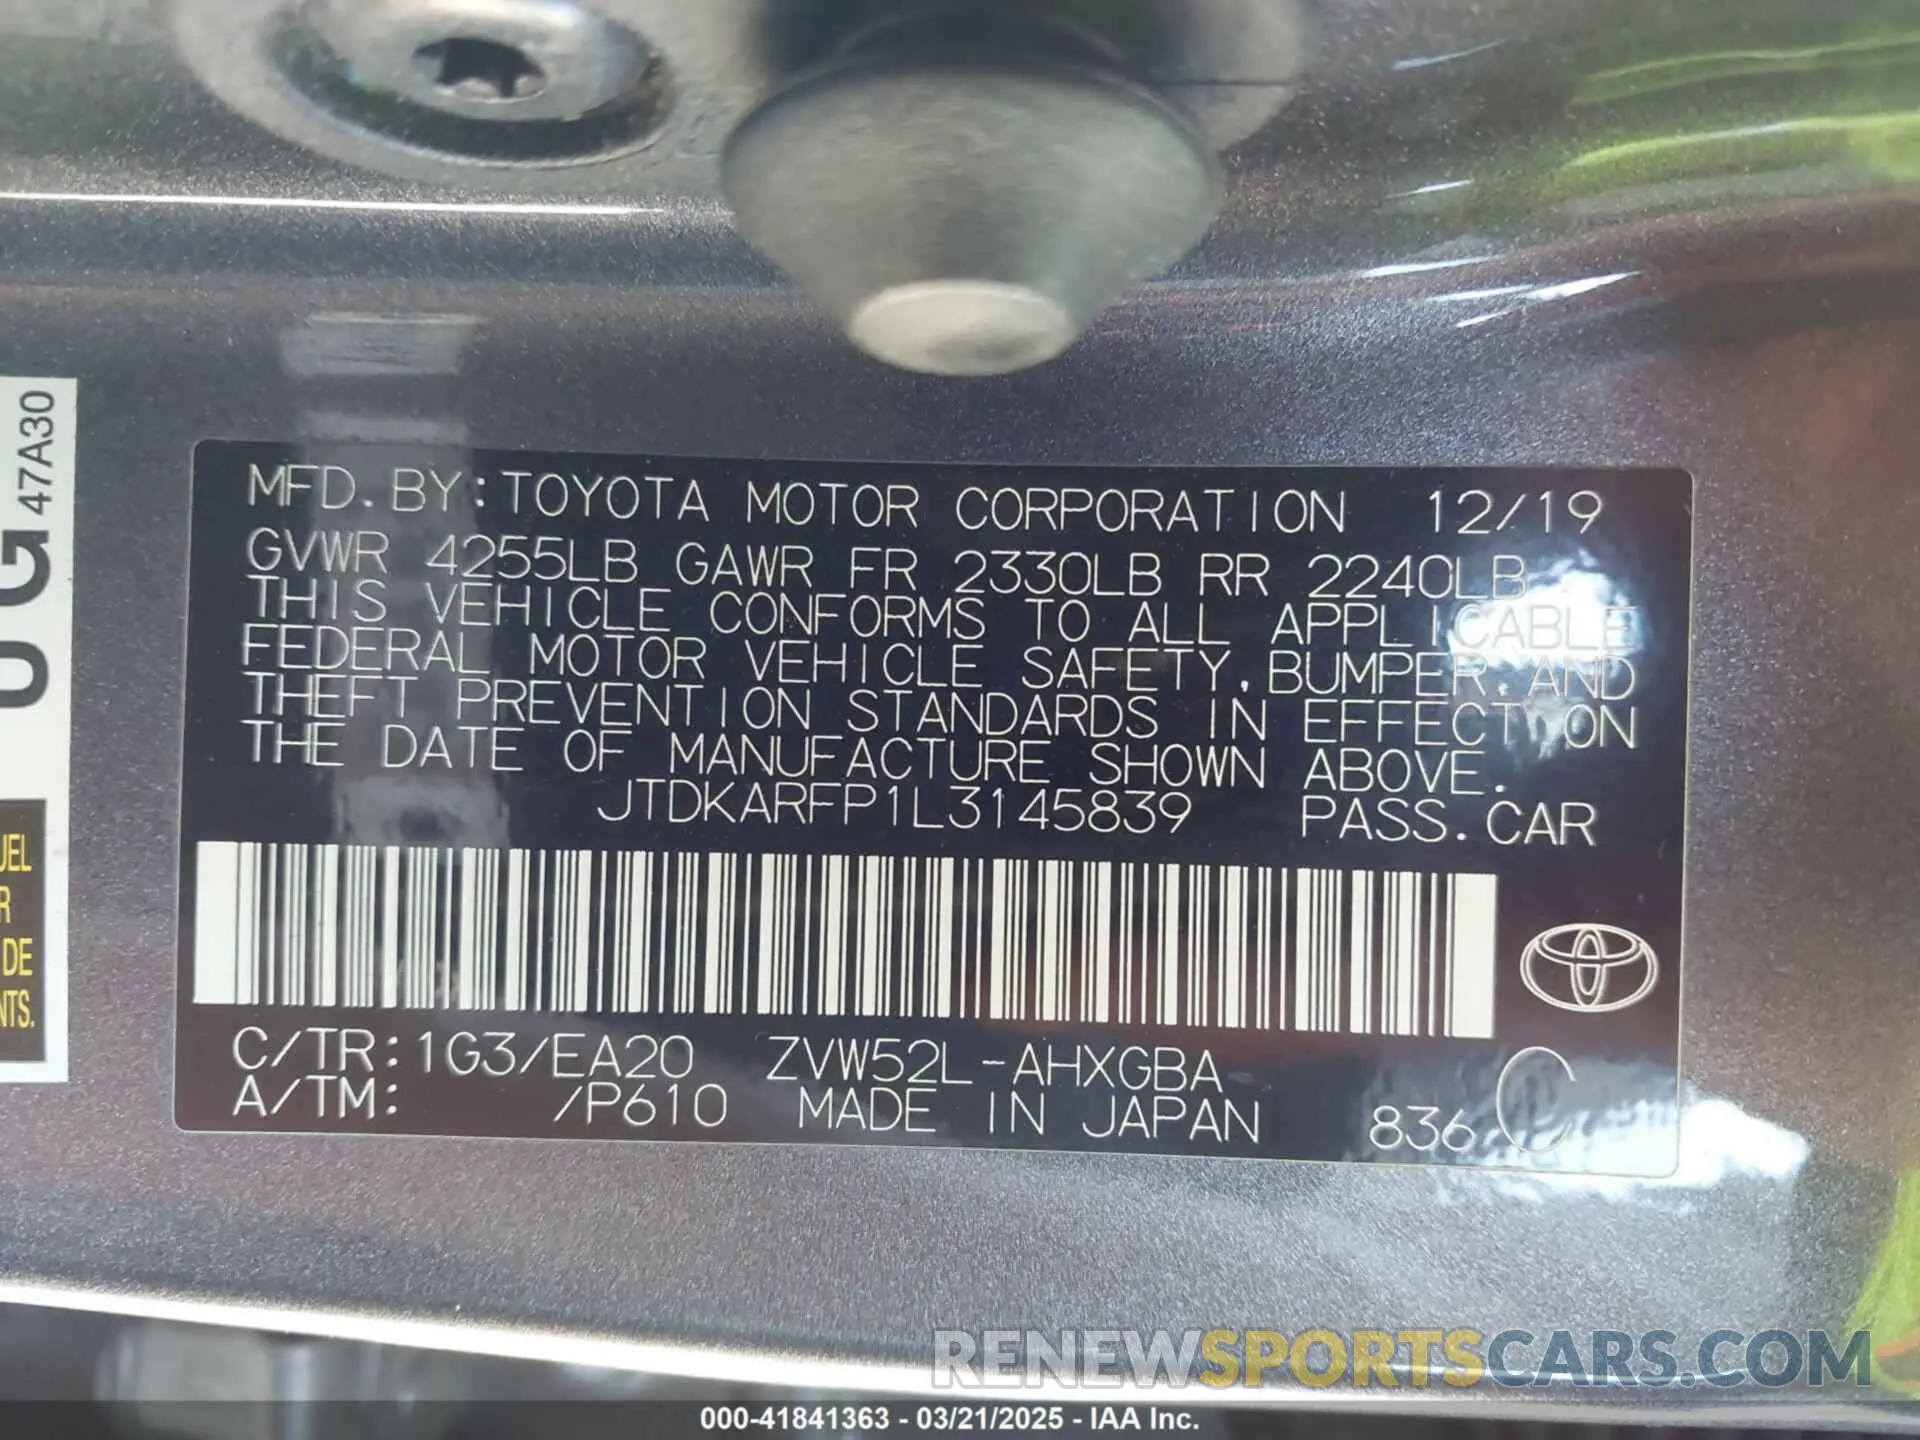 47A30
UG
UEL
R
DE
NTS.
MFD. BY: TOYOTA MOTOR CORPORATION 12/19
GVWR 4255LB GAWR FR 2330LB RR 2240LB
THIS VEHICLE CONFORMS TO ALL APPLICABLE
FEDERAL MOTOR VEHICLE SAFETY, BUMPER, AND
THEFT PREVENTION STANDARDS IN EFFECT ON
THE DATE OF MANUFACTURE SHOWN ABOVE.
JTDKARFP1L3145839 PASS. CAR
C/TR: 1G3/EA20 ZVW52L-AHXGBA
A/TM: /P610 MADE IN JAPAN 836 C
RENEWSPORTSCARS.COM
000-41841363 - 03/21/2025 - IAA Inc.